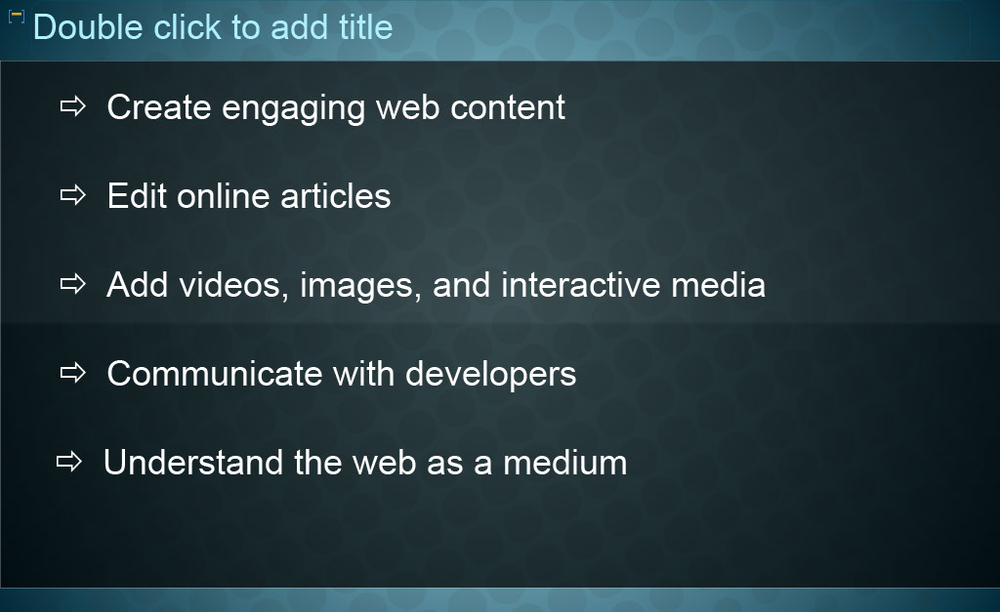 Double click to add title
⇨ Create engaging web content
⇨ Edit online articles
⇨ Add videos, images, and interactive media
⇨ Communicate with developers
⇨ Understand the web as a medium